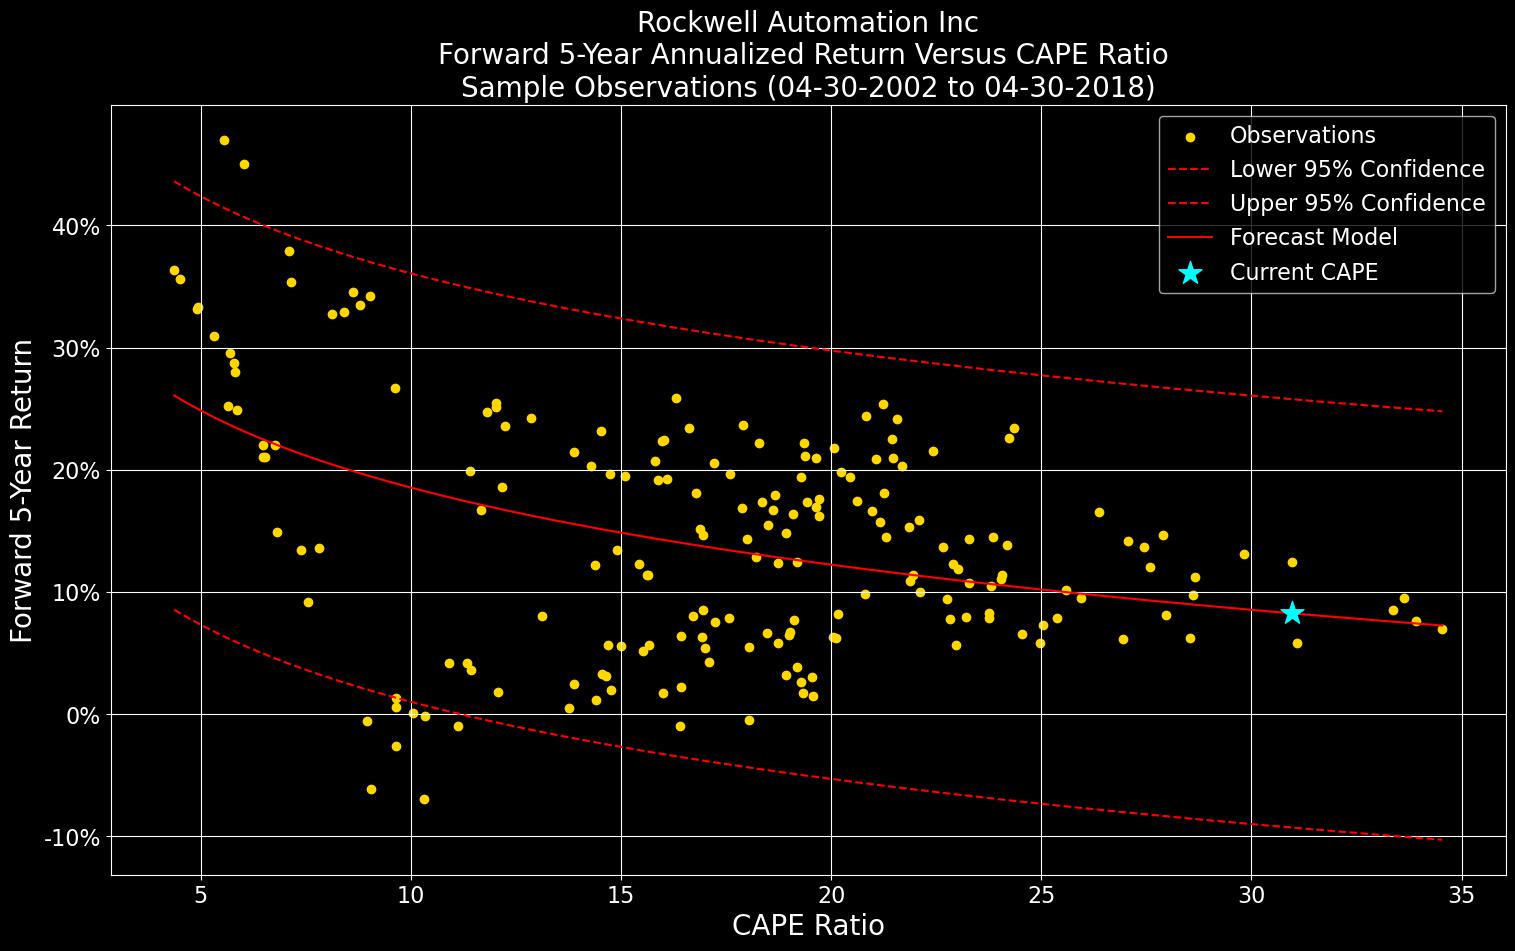 Rockwell Automation Inc
Forward 5-Year Annualized Return Versus CAPE Ratio
Sample Observations (04-30-2002 to 04-30-2018)
Observations
Lower 95% Confidence
Upper 95% Confidence
Forecast Model
Current CAPE
Forward 5-Year Return
40%
30%
20%
10%
0%
-10%
5 10 15 20 25 30 35
CAPE Ratio